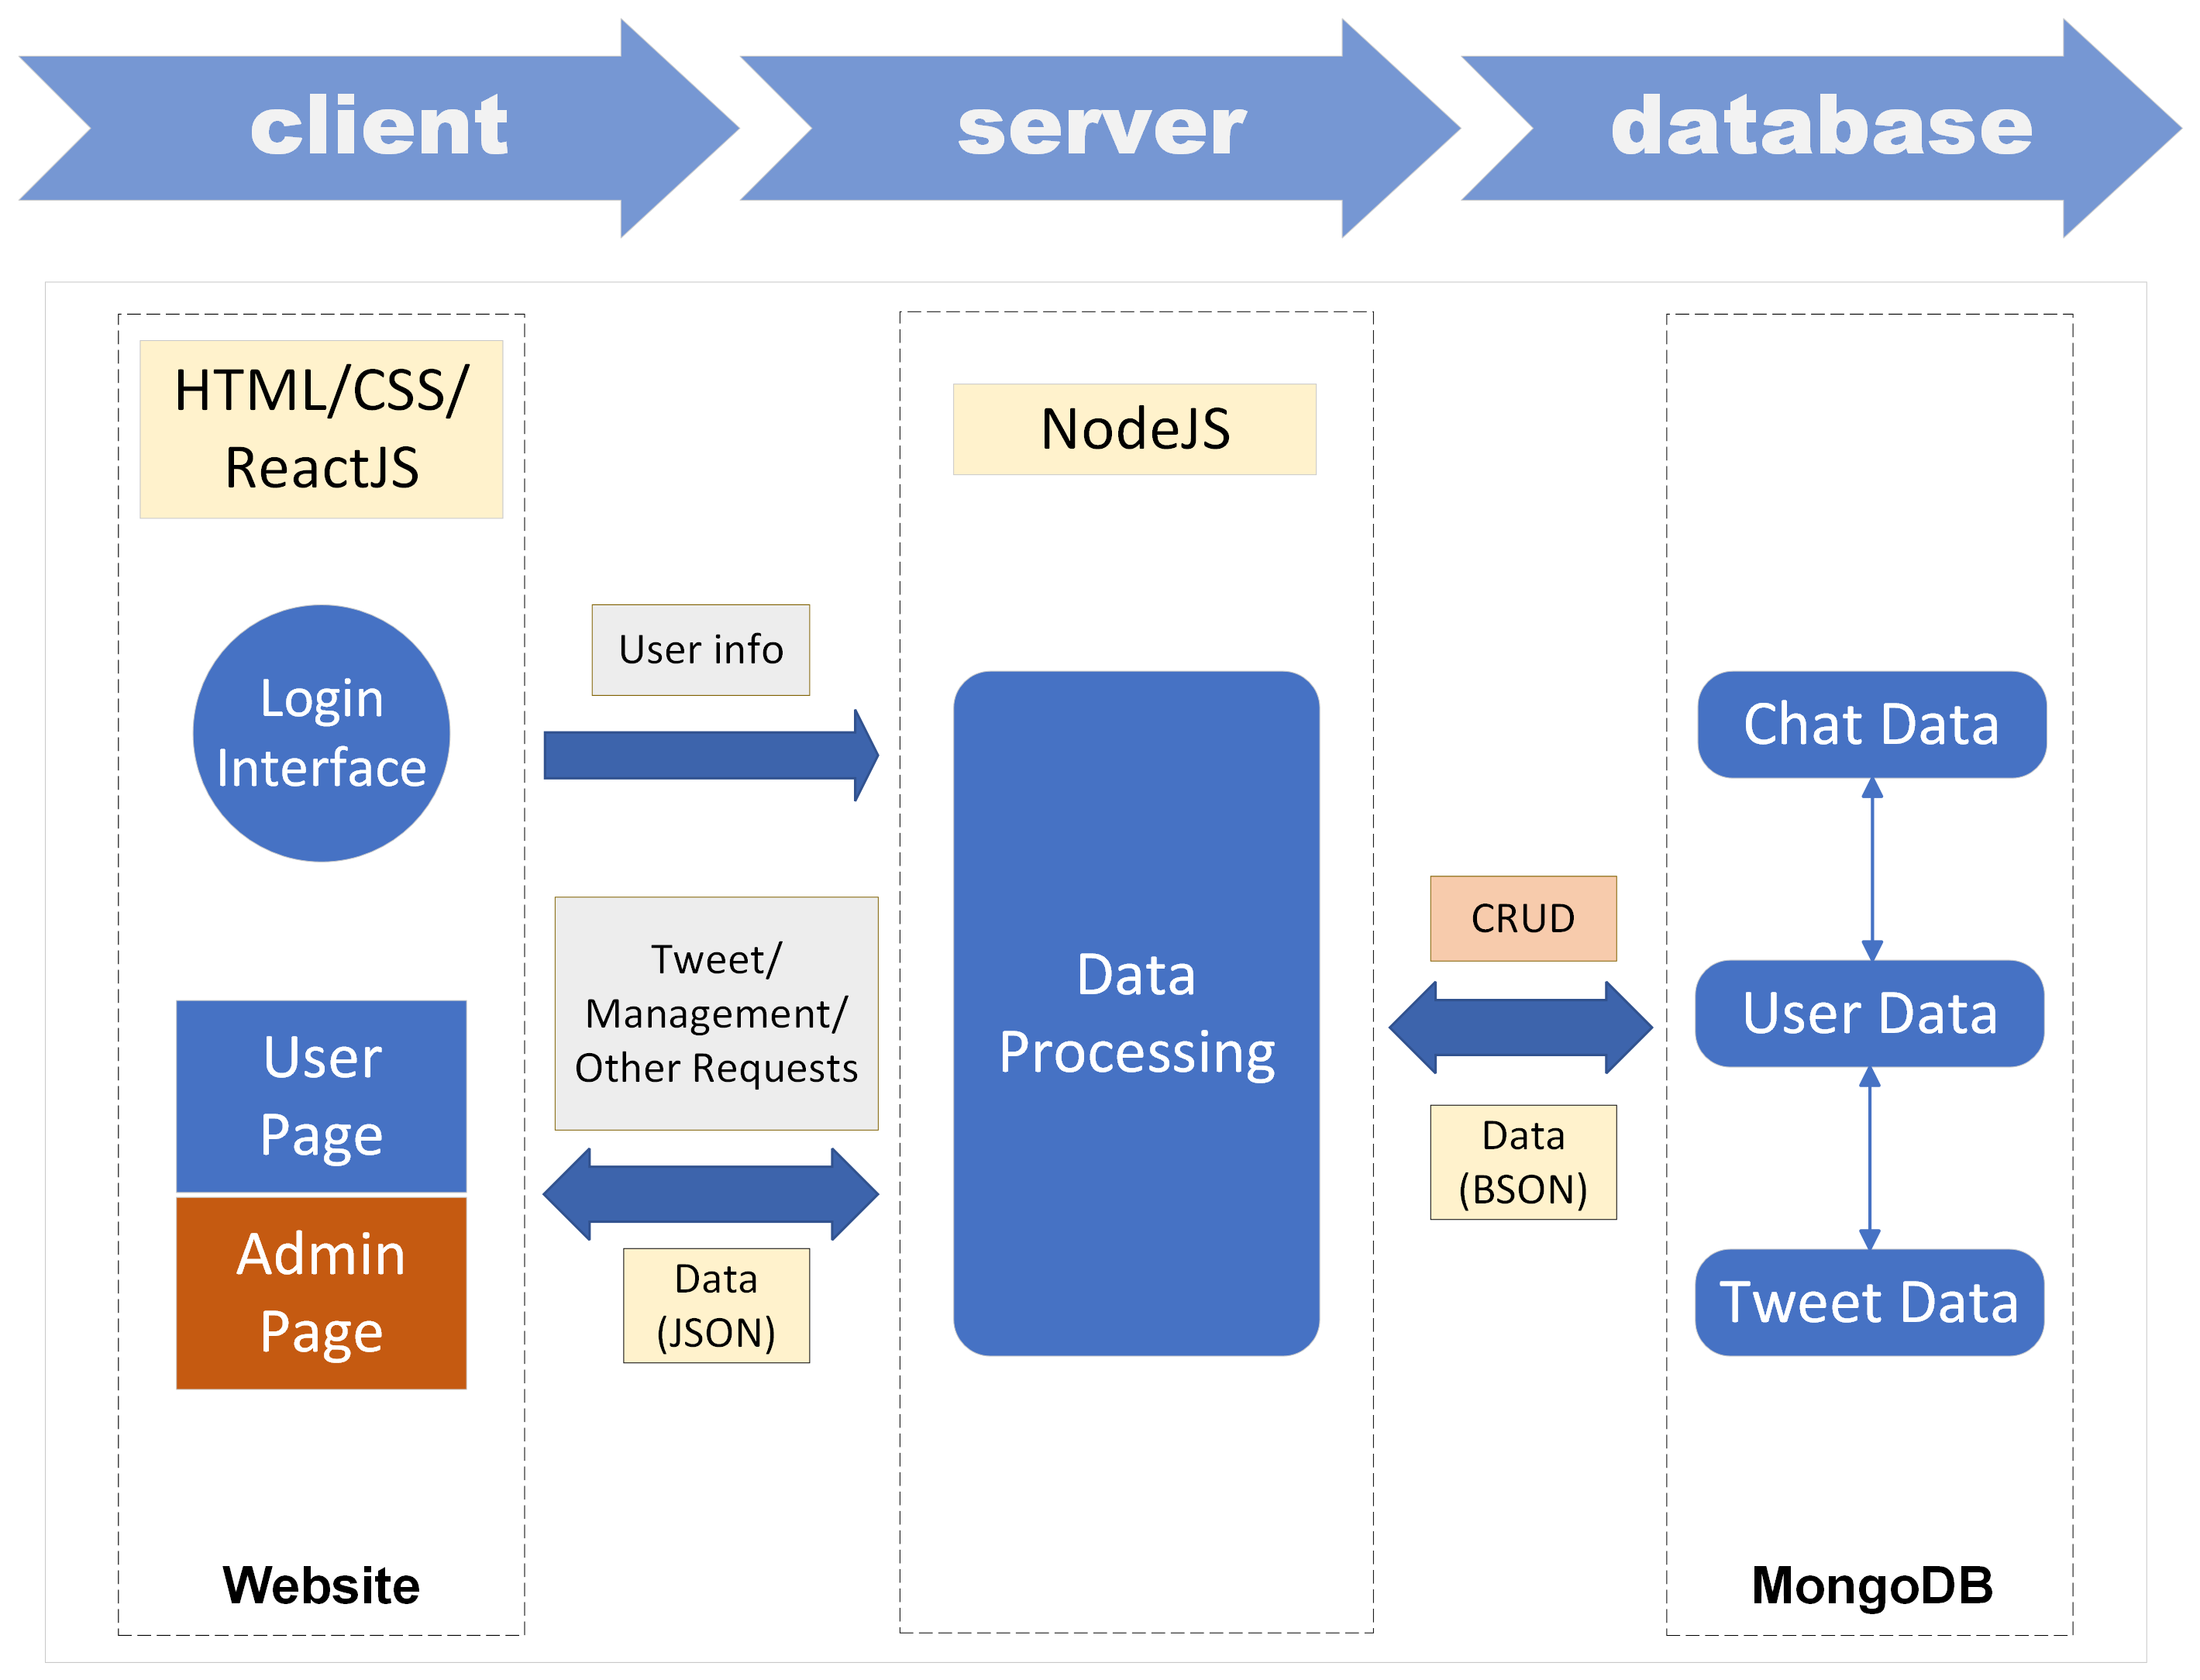 client
server
database
HTML/CSS/
ReactJS
Login
Interface
User
Page
Admin
Page
Website
User info
Tweet/
Management/
Other Requests
Data
(JSON)
NodeJS
Data
Processing
CRUD
Data
(BSON)
Chat Data
User Data
Tweet Data
MongoDB